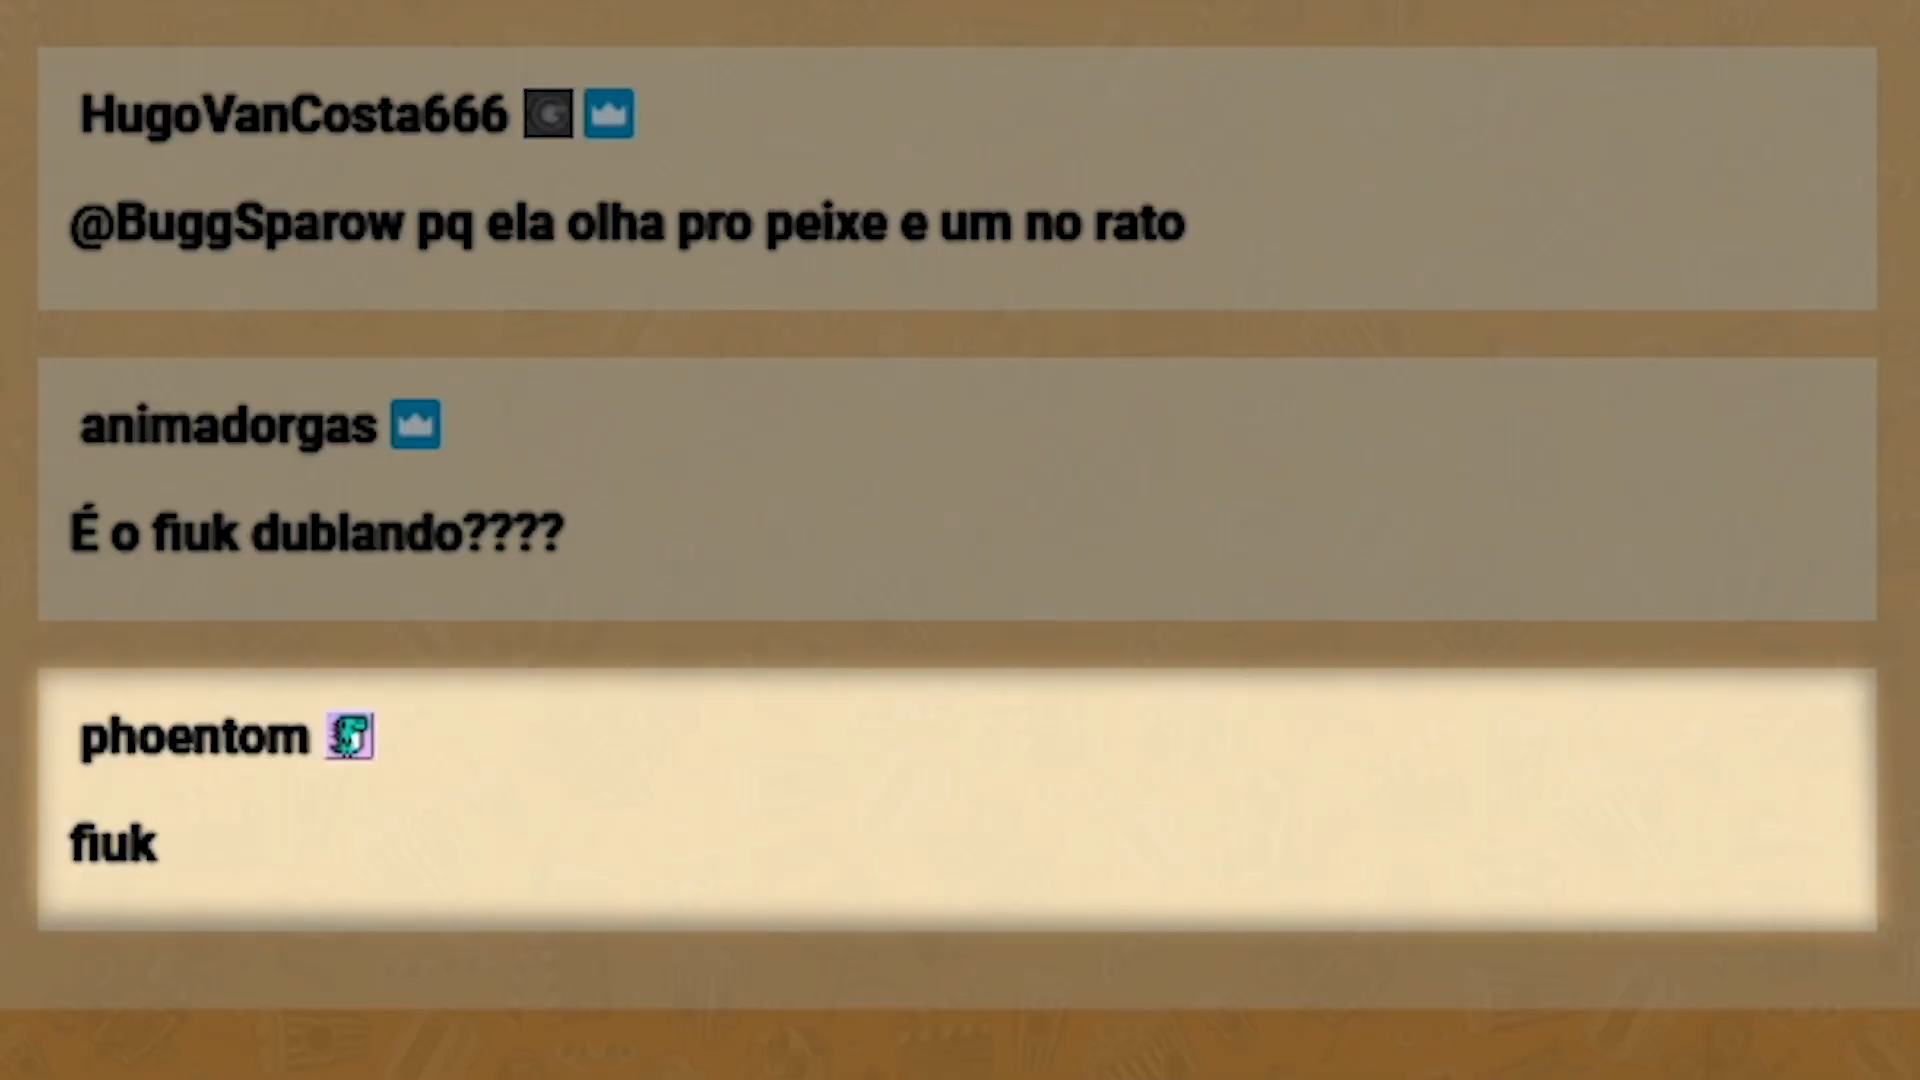 HugoVanCosta666
@BuggSparow pq ela olha pro peixe e um no rato
animadorgas
É o fiuk dublando????
phoentom
fiuk